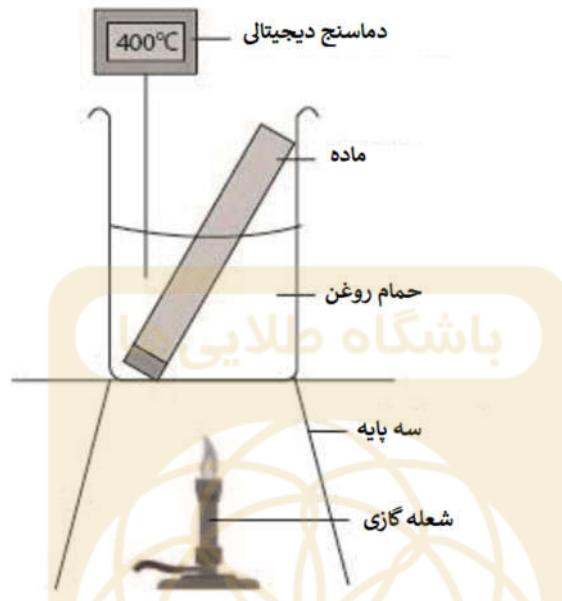 400°C
دماسنج دیجیتالی
ماده
حمام روغن
باشگاه طلایی‌ها
سه پایه
شعله گازی